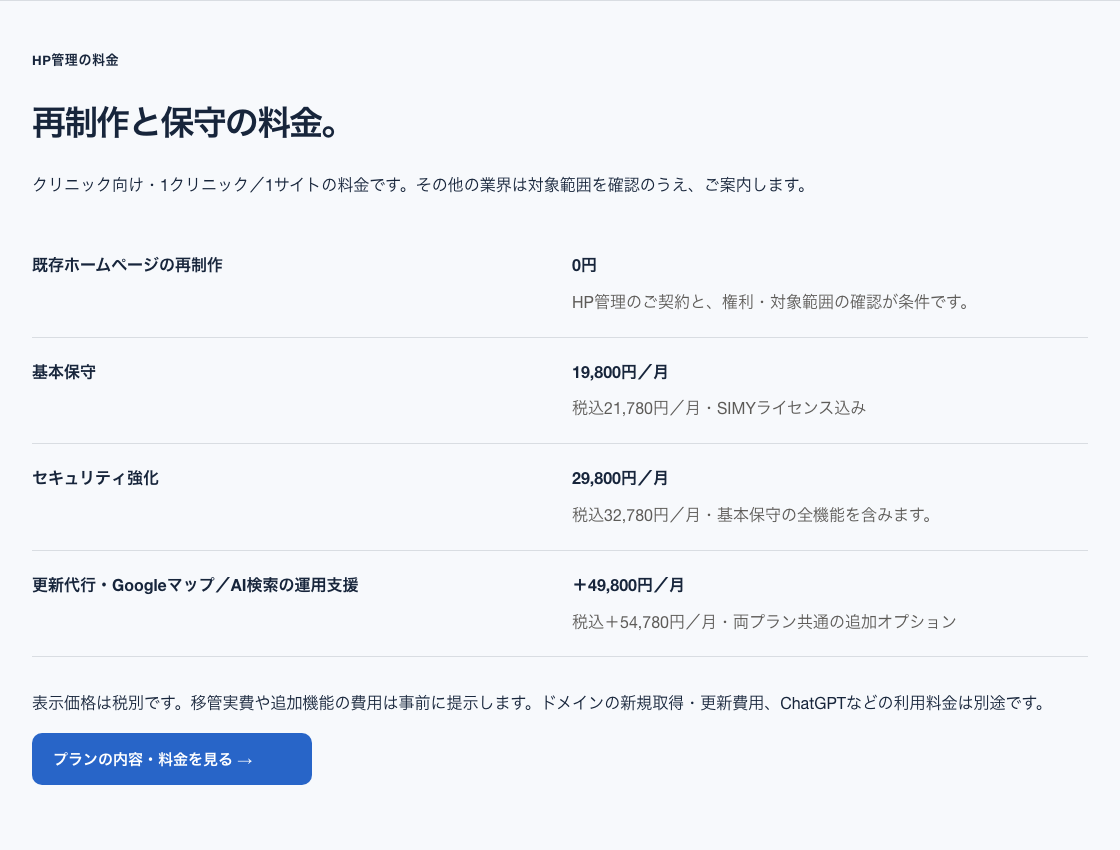 HP管理の料金
再制作と保守の料金。
クリニック向け・1クリニック／1サイトの料金です。その他の業界は対象範囲を確認のうえ、ご案内します。
既存ホームページの再制作
0円
HP管理のご契約と、権利・対象範囲の確認が条件です。
基本保守
19,800円／月
税込21,780円／月・SIMYライセンス込み
セキュリティ強化
29,800円／月
税込32,780円／月・基本保守の全機能を含みます。
更新代行・Googleマップ／AI検索の運用支援
＋49,800円／月
税込＋54,780円／月・両プラン共通の追加オプション
表示価格は税別です。移管実費や追加機能の費用は事前に提示します。ドメインの新規取得・更新費用、ChatGPTなどの利用料金は別途です。
プランの内容・料金を見る →